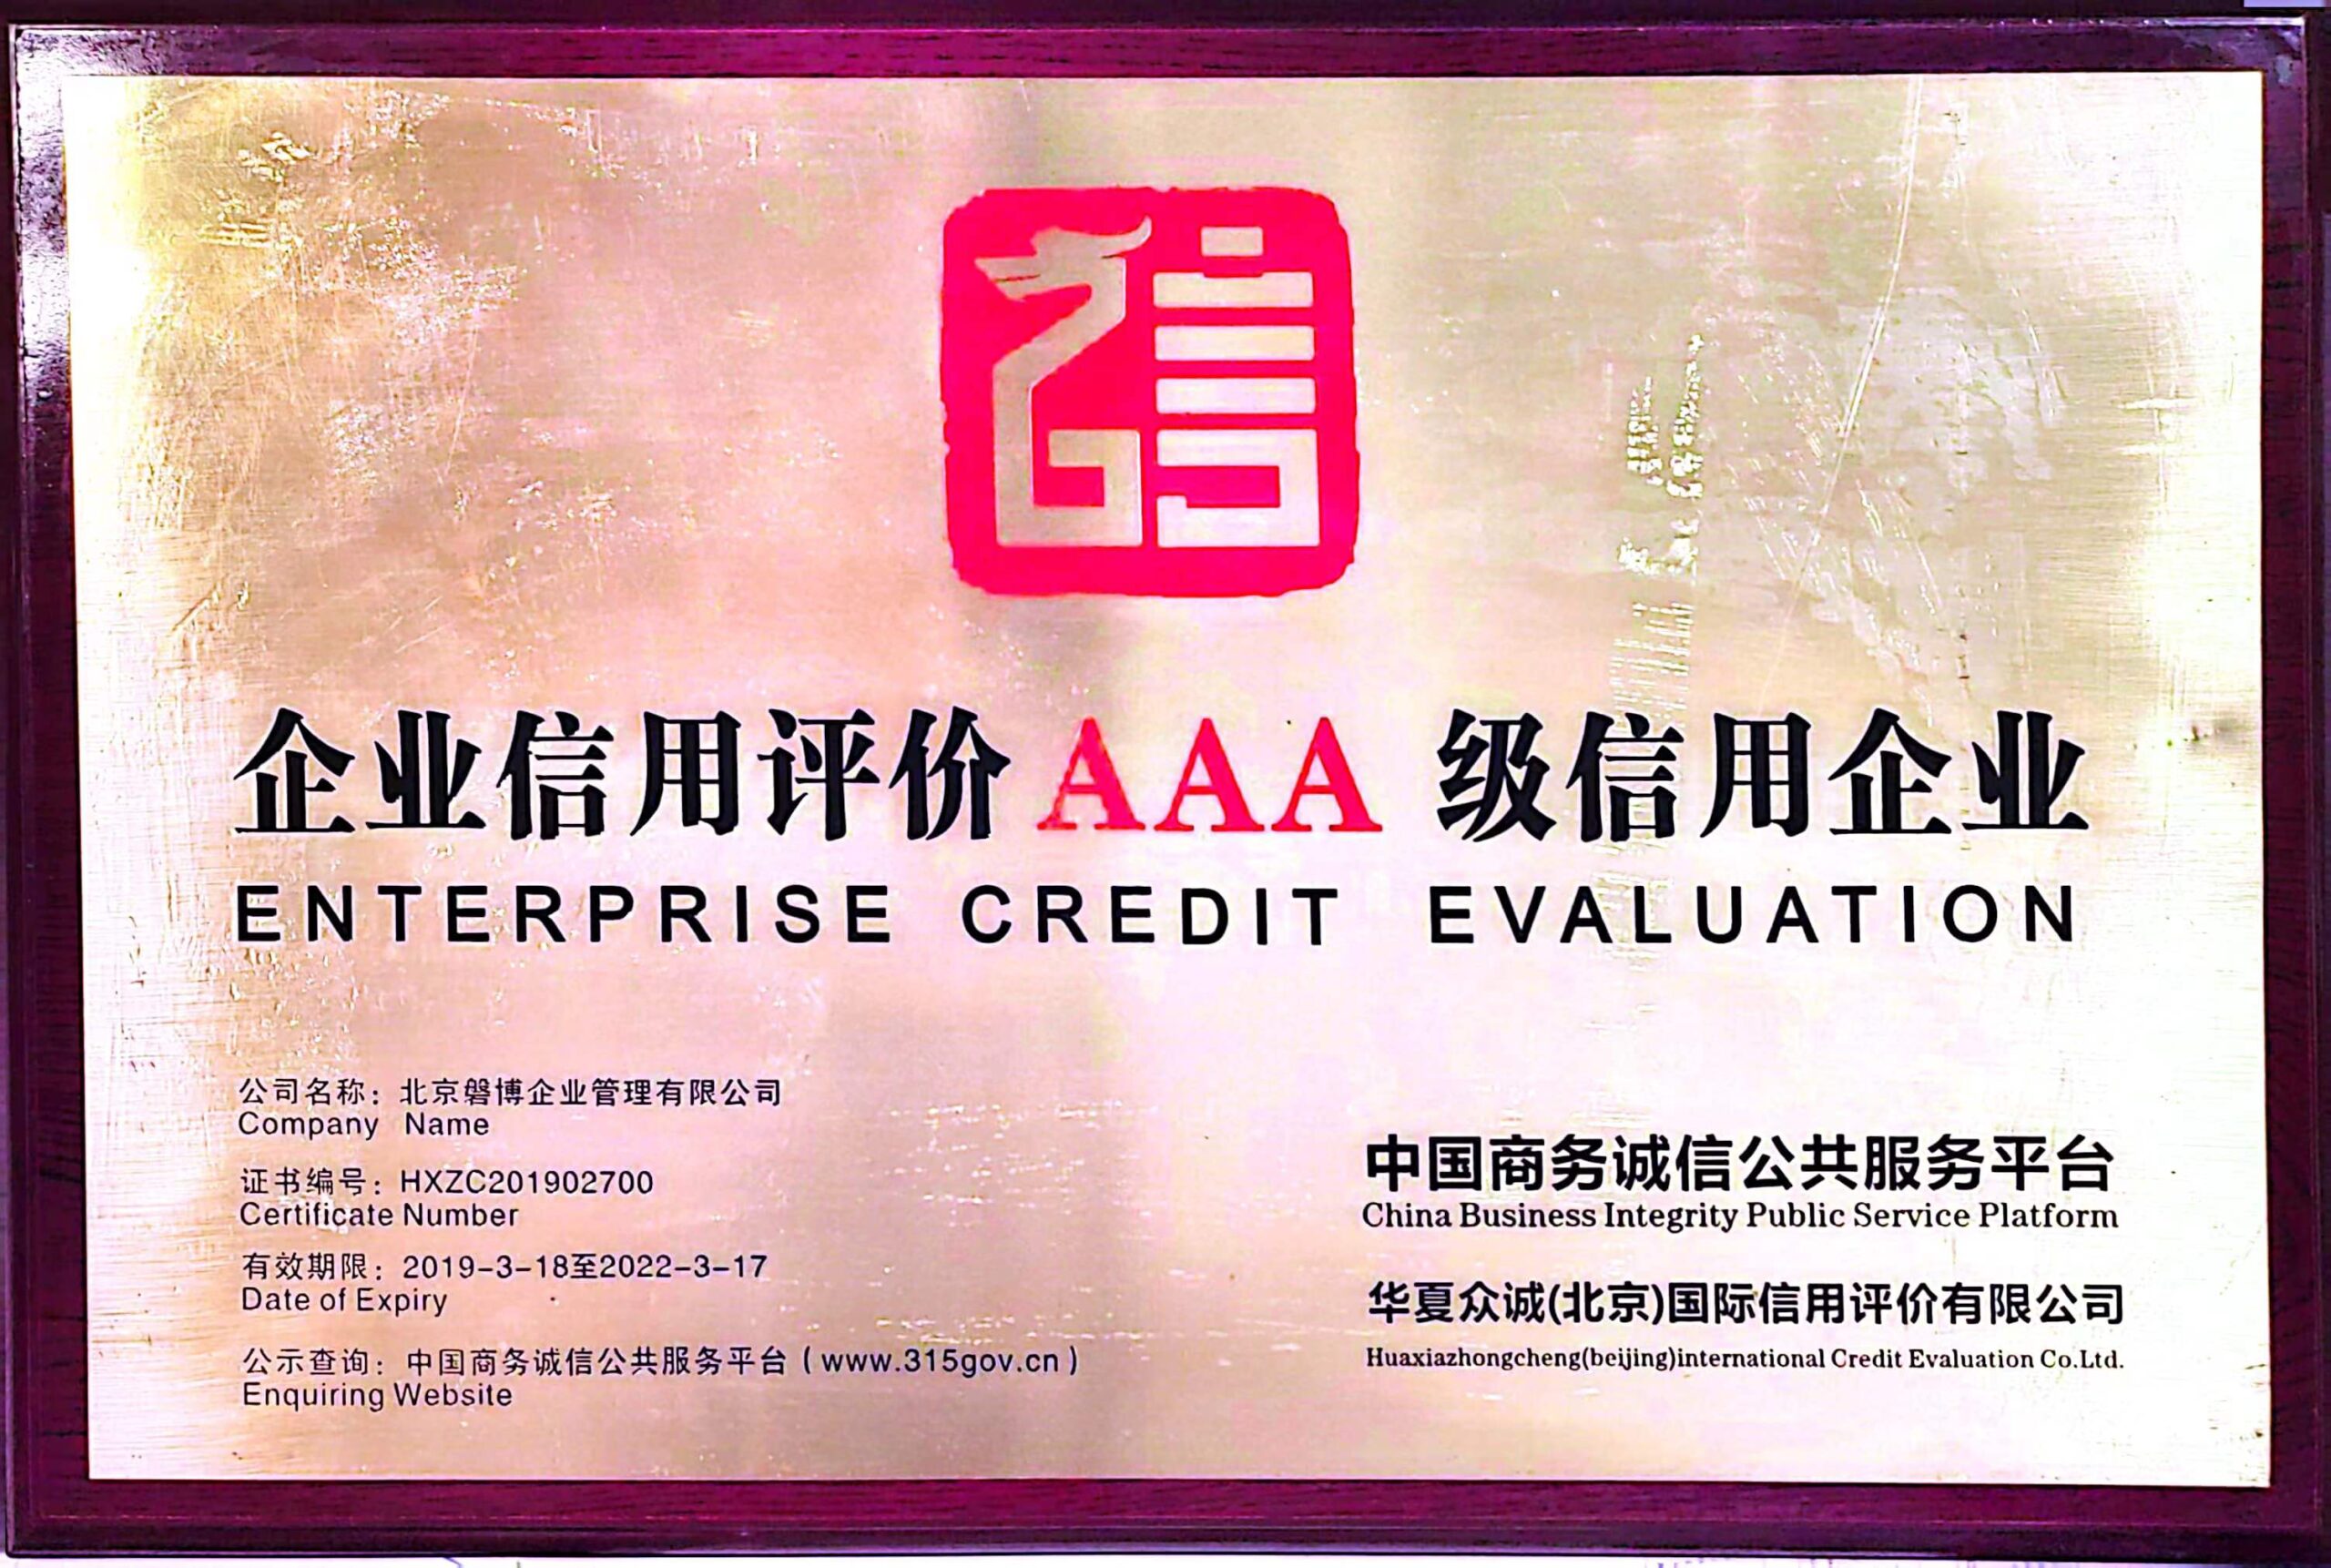 信
企业信用评价AAA级信用企业
ENTERPRISE CREDIT EVALUATION
公司名称：北京磐博企业管理有限公司
Company Name
证书编号：HXZC201902700
Certificate Number
有效期限：2019-3-18至2022-3-17
Date of Expiry
公示查询：中国商务诚信公共服务平台（www.315gov.cn）
Enquiring Website
中国商务诚信公共服务平台
China Business Integrity Public Service Platform
华夏众诚(北京)国际信用评价有限公司
Huaxiazhongcheng(beijing)international Credit Evaluation Co.Ltd.